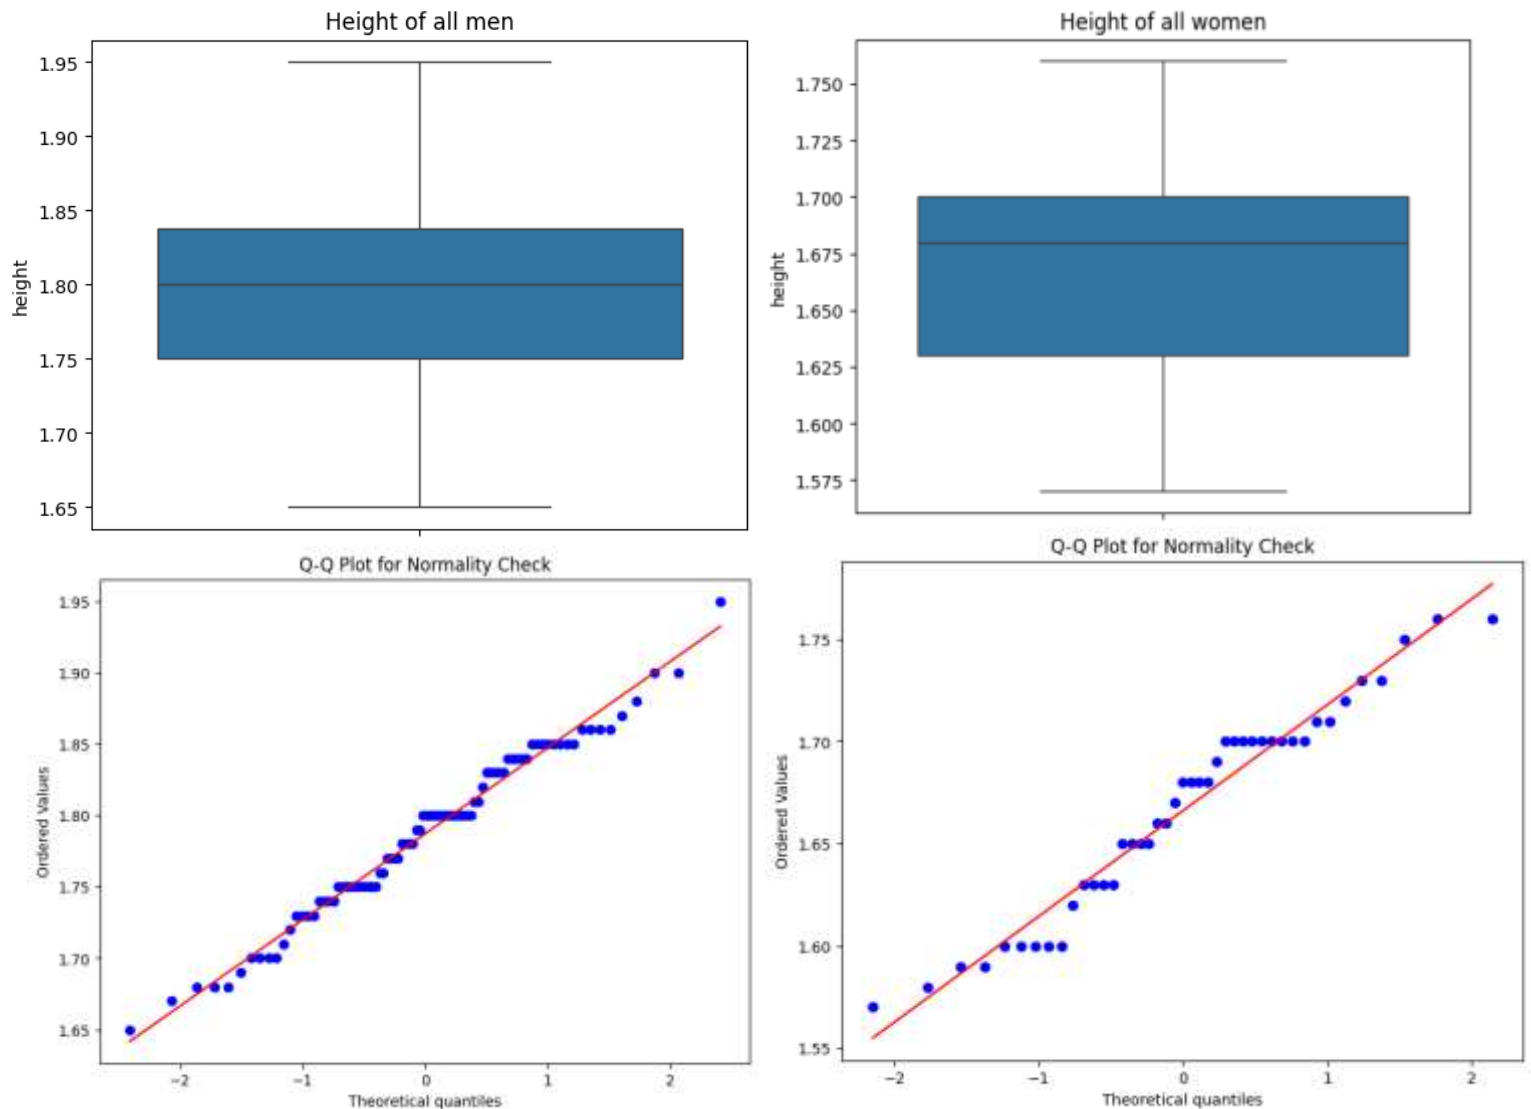 Height of all men
1.95
1.90
1.85
1.80
1.75
1.70
1.65
height
Height of all women
1.750
1.725
1.700
1.675
1.650
1.625
1.600
1.575
height
Q-Q Plot for Normality Check
1.95
1.90
1.85
1.80
1.75
1.70
1.65
Ordered Values
−2 −1 0 1 2
Theoretical quantiles
Q-Q Plot for Normality Check
1.75
1.70
1.65
1.60
1.55
Ordered Values
−2 −1 0 1 2
Theoretical quantiles